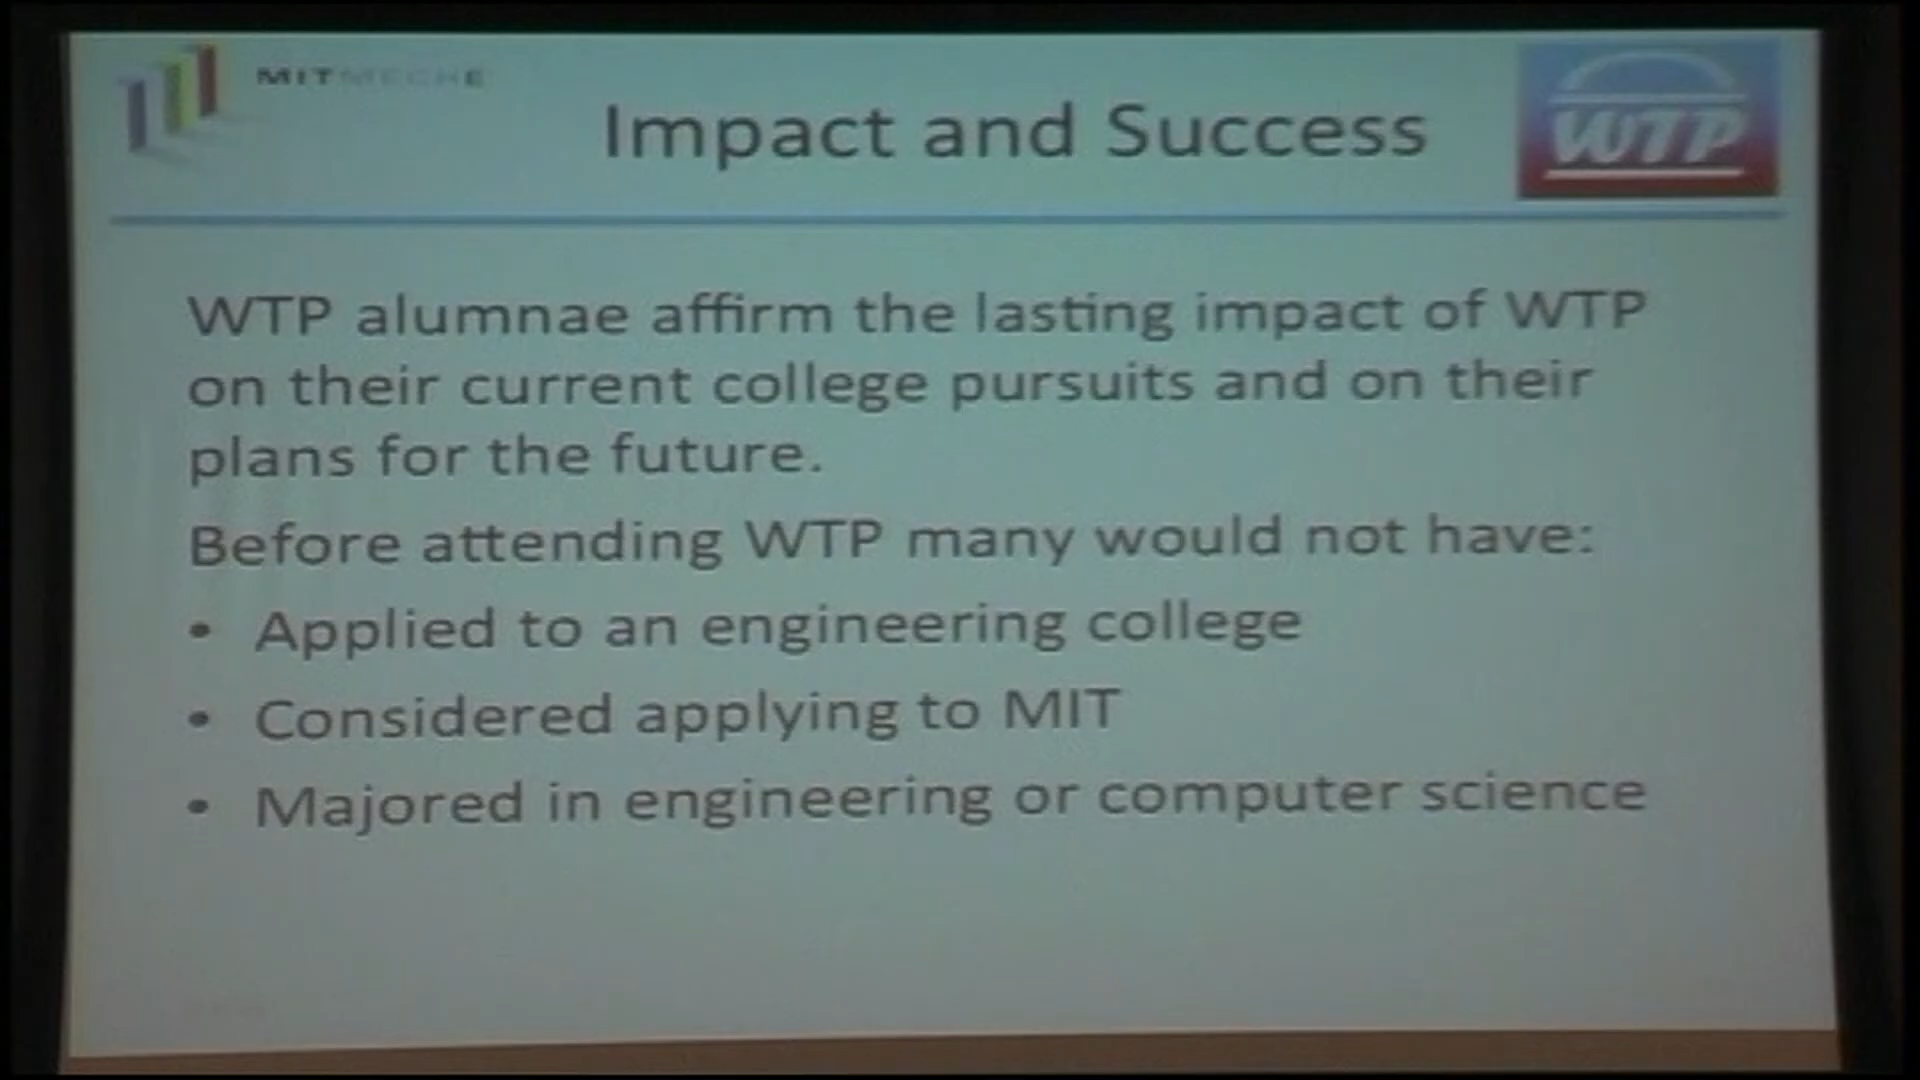 MITMECHE
Impact and Success
WTP
WTP alumnae affirm the lasting impact of WTP
on their current college pursuits and on their
plans for the future.
Before attending WTP many would not have:
• Applied to an engineering college
• Considered applying to MIT
• Majored in engineering or computer science